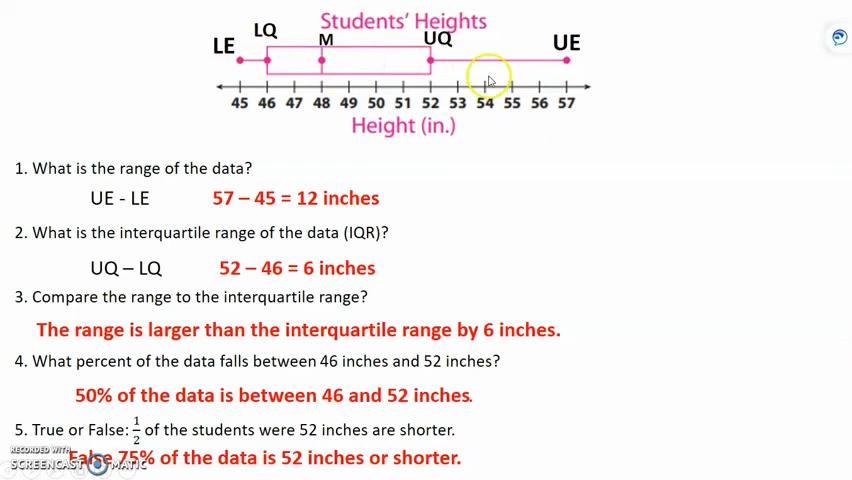 Students' Heights
LE LQ M UQ UE
45 46 47 48 49 50 51 52 53 54 55 56 57
Height (in.)
1. What is the range of the data?
UE - LE 57 – 45 = 12 inches
2. What is the interquartile range of the data (IQR)?
UQ – LQ 52 – 46 = 6 inches
3. Compare the range to the interquartile range?
The range is larger than the interquartile range by 6 inches.
4. What percent of the data falls between 46 inches and 52 inches?
50% of the data is between 46 and 52 inches.
5. True or False: 1/2 of the students were 52 inches are shorter.
False 75% of the data is 52 inches or shorter.
RECORDED WITH
SCREENCAST MATIC